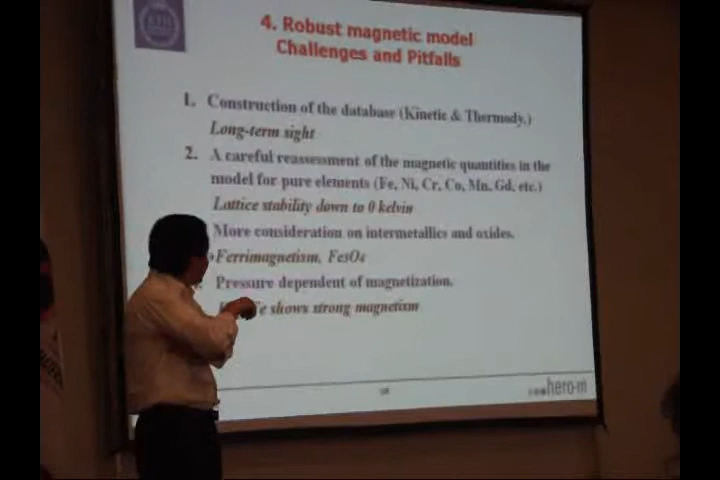 KTH
4. Robust magnetic model
Challenges and Pitfalls
1. Construction of the database (Kinetic & Thermody.)
Long-term sight
2. A careful reassessment of the magnetic quantities in the
model for pure elements (Fe, Ni, Cr, Co, Mn, Gd, etc.)
Lattice stability down to 0 kelvin
More consideration on intermetallics and oxides.
Ferrimagnetism, Fe3O4
Pressure dependent of magnetization.
shows strong magnetism
hero-m